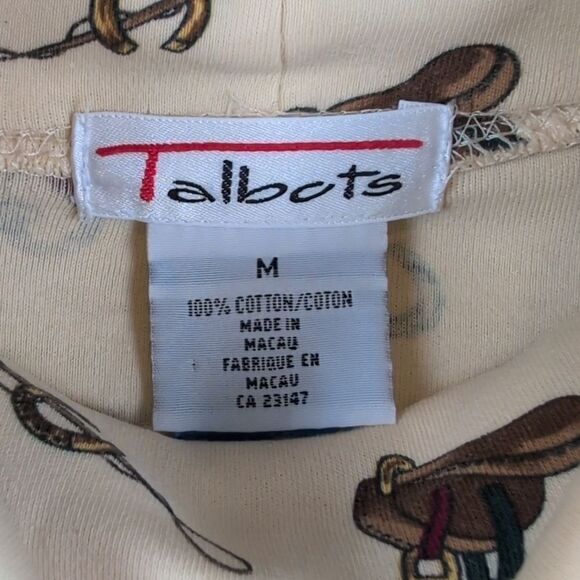 Talbots
M
100% COTTON/COTON
MADE IN
MACAU
FABRIQUE EN
MACAU
CA 23147